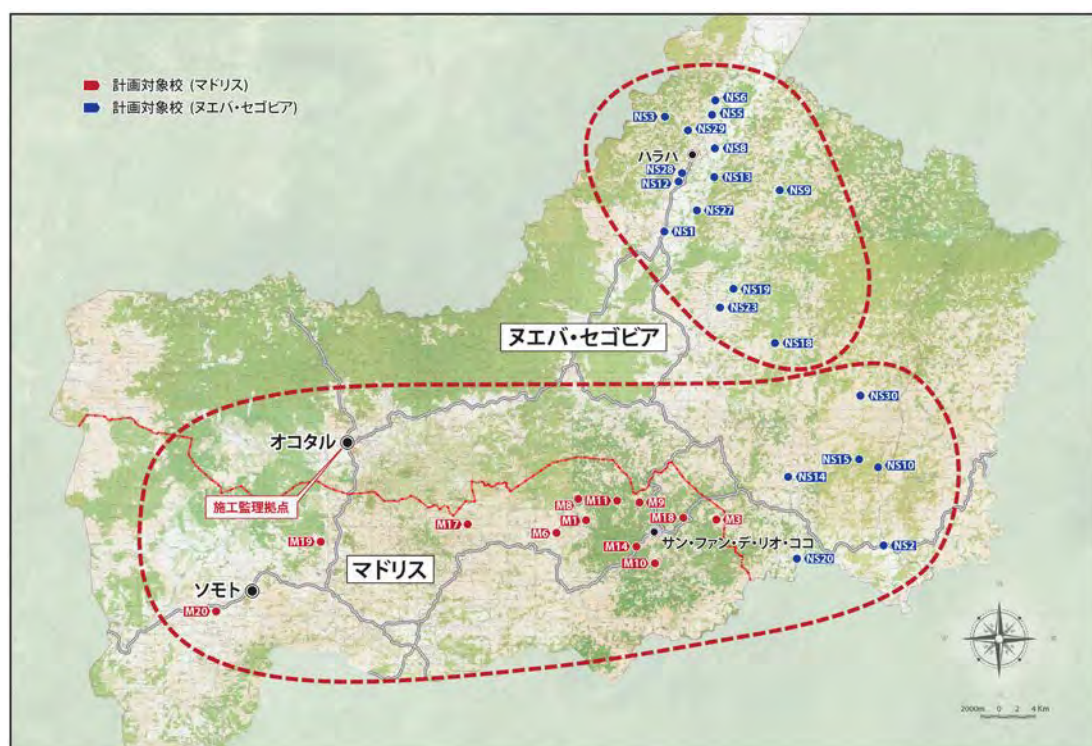 計画対象校 (マドリス)
計画対象校 (ヌエバ・セゴビア)
NS6
NS3
NS5
NS29
ハラハ
NS8
NS28
NS12
NS13
NS9
NS27
NS1
NS19
NS23
NS18
ヌエバ・セゴビア
NS30
オコタル
NS15
NS10
NS14
施工監理拠点
M8
M11
M9
M17
M1
M18
M3
M6
サン・ファン・デ・リオ・ココ
M19
M14
NS2
マドリス
M10
NS20
ソモト
M20
2000m 0 2 4 Km